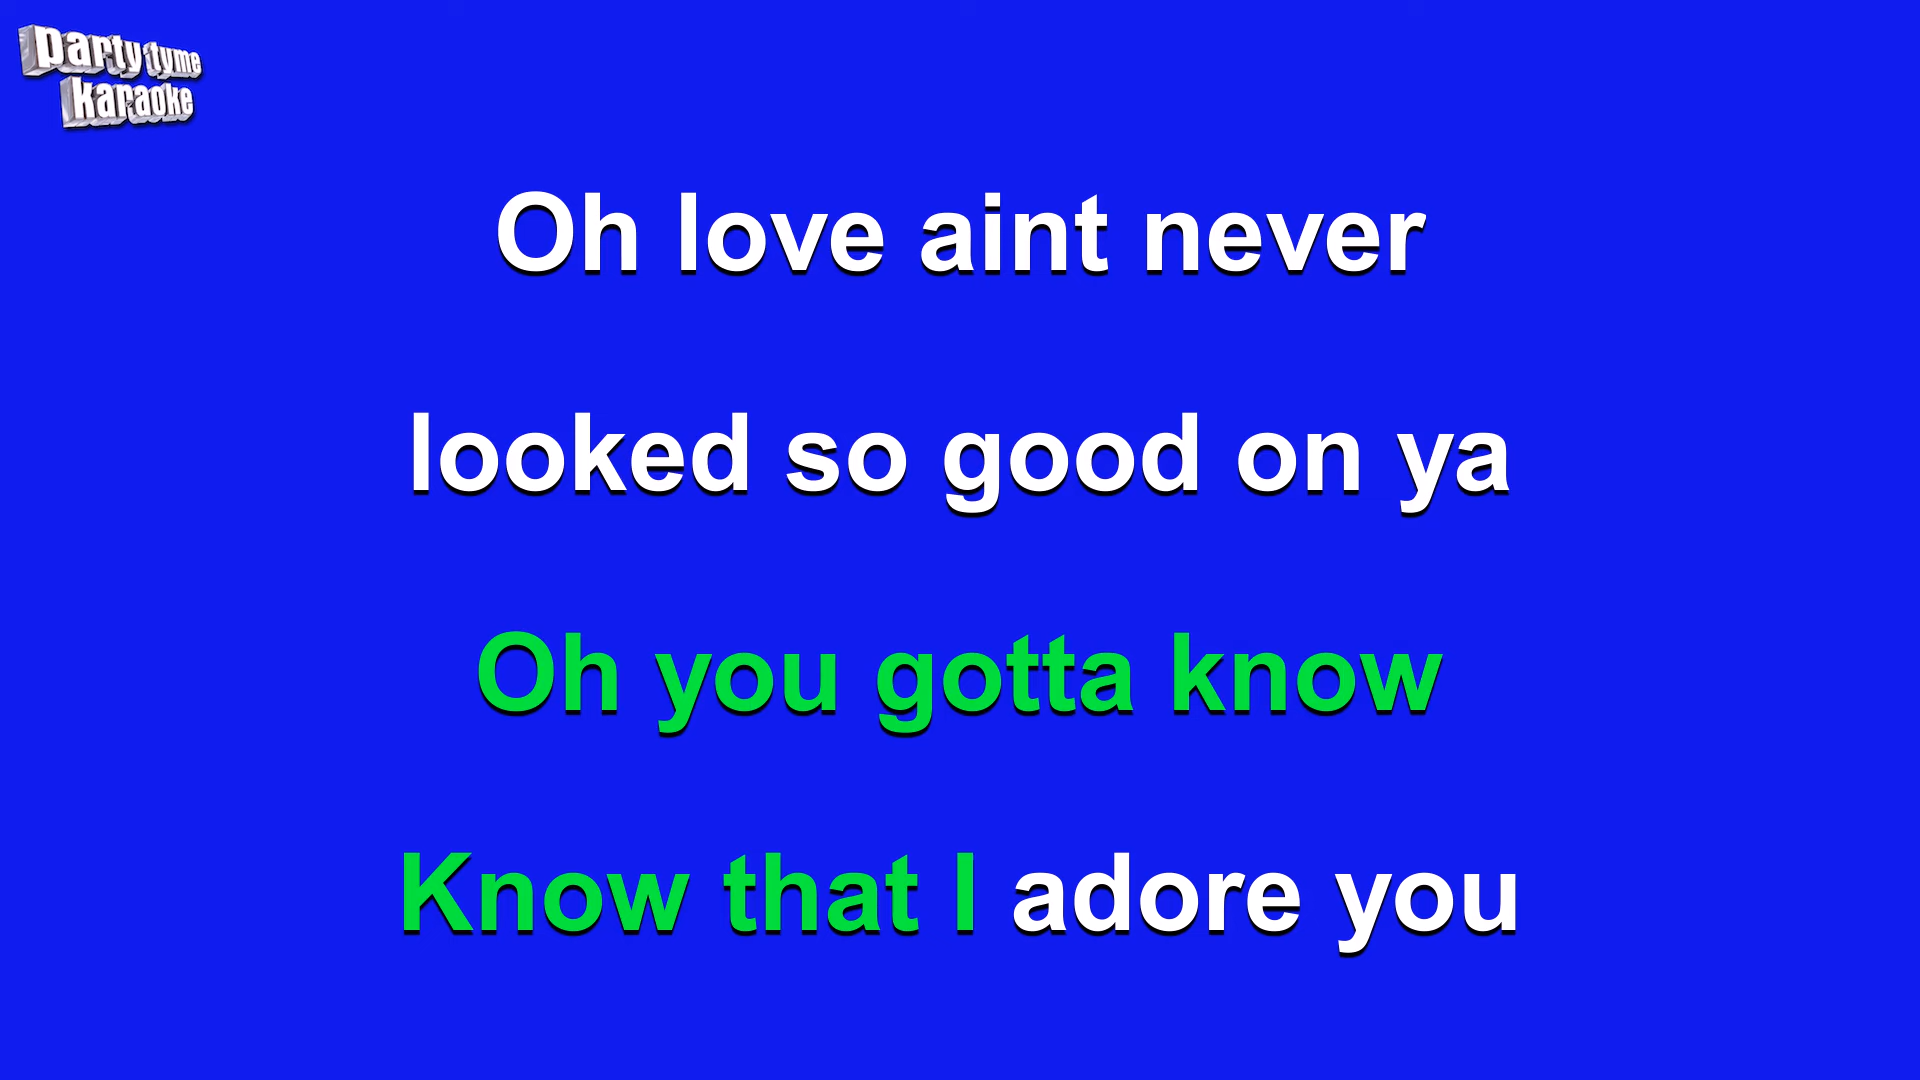 party tyme
karaoke
Oh love aint never
looked so good on ya
Oh you gotta know
Know that I adore you